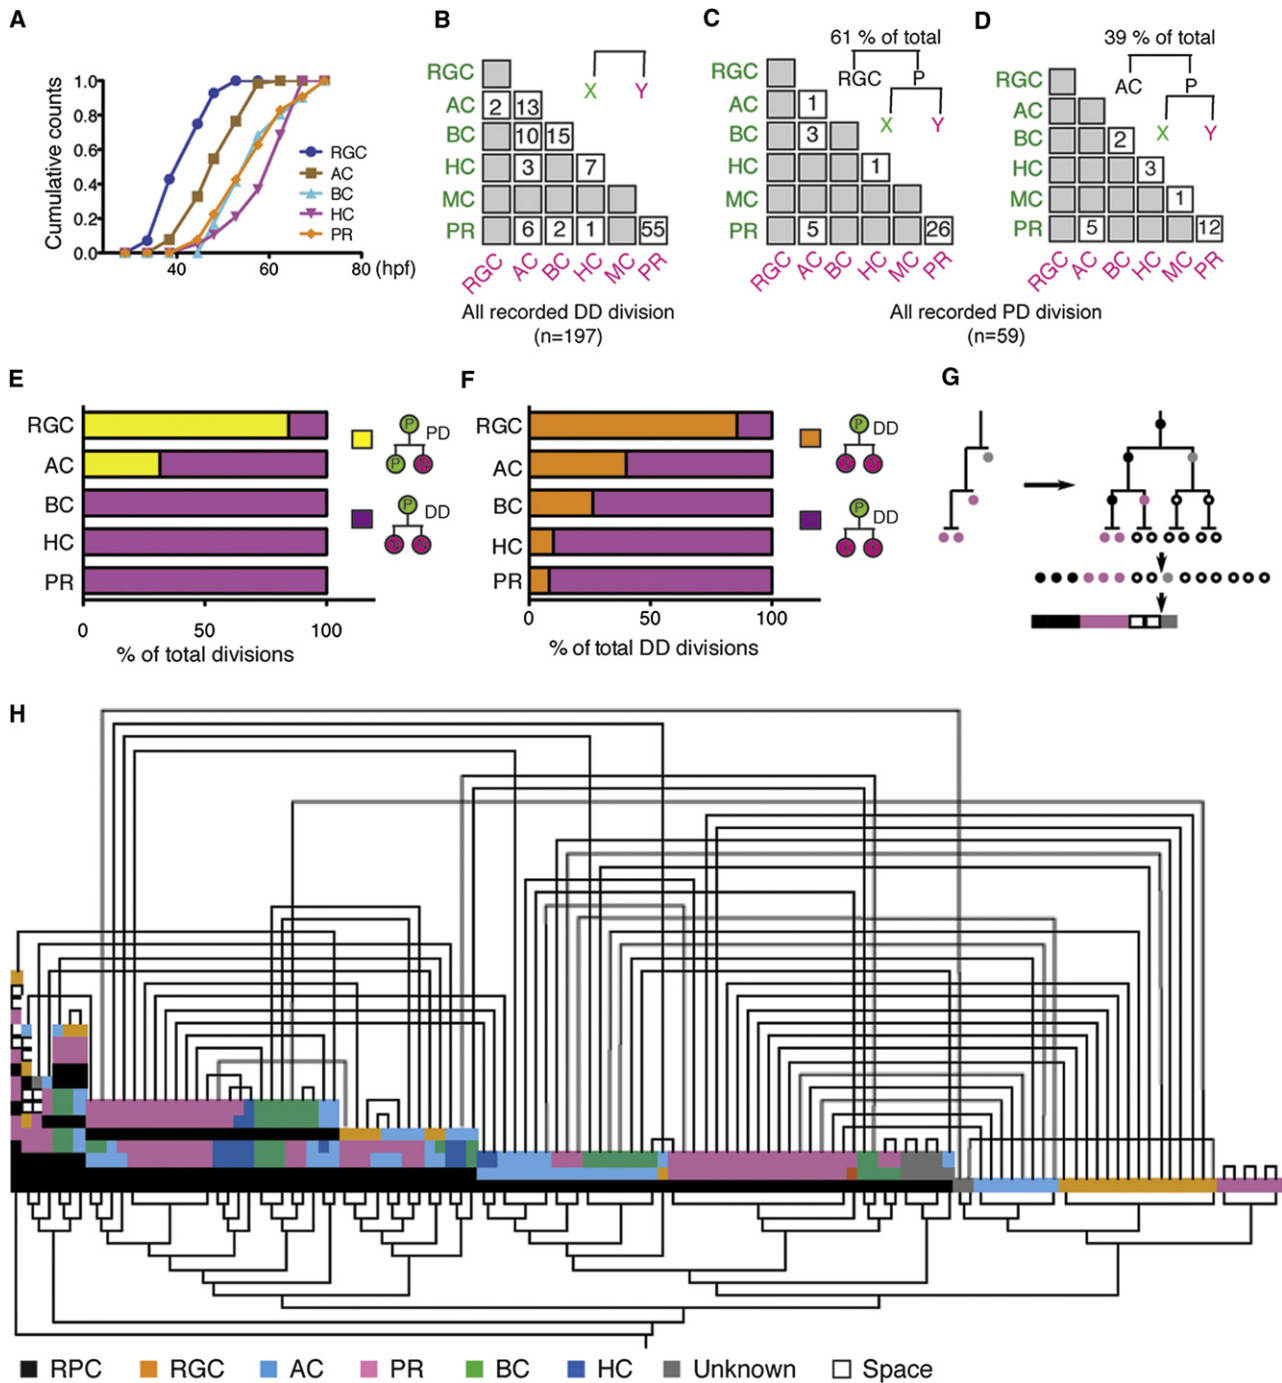 A
Cumulative counts
1.0
0.8
0.6
0.4
0.2
0.0
40
60
80 (hpf)
RGC
AC
BC
HC
PR
B
X Y
RGC
AC 2 13
BC 10 15
HC 3 7
MC
PR 6 2 1 55
RGC AC BC HC MC PR
All recorded DD division
(n=197)
C
61 % of total
RGC P
X Y
RGC
AC 1
BC 3
HC 1
MC
PR 5 26
RGC AC BC HC MC PR
D
39 % of total
AC P
X Y
RGC
AC
BC 2
HC 3
MC 1
PR 5 12
RGC AC BC HC MC PR
All recorded PD division
(n=59)
E
RGC
AC
BC
HC
PR
0 50 100
% of total divisions
P PD
P N
P DD
N N
F
RGC
AC
BC
HC
PR
0 50 100
% of total DD divisions
P DD
P DD
G
H
RPC RGC AC PR BC HC Unknown Space